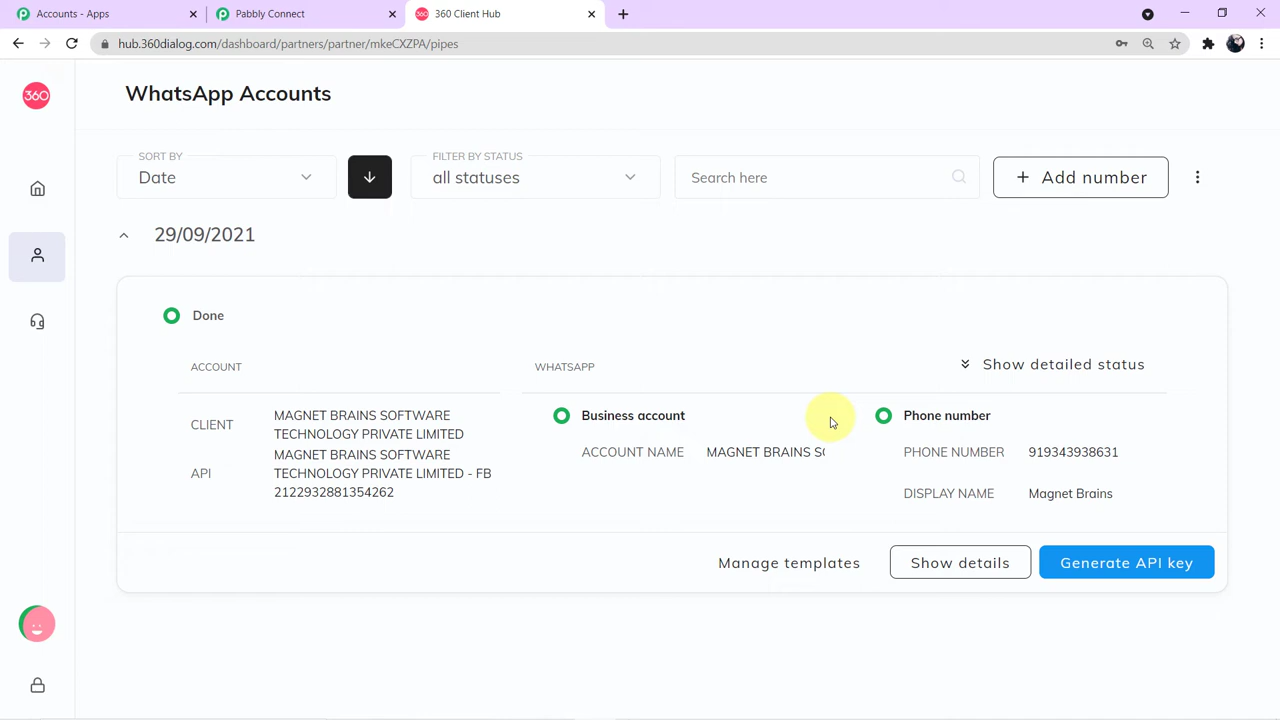 Accounts - Apps
Pabbly Connect
360 Client Hub
hub.360dialog.com/dashboard/partners/partner/mkeCXZPA/pipes
360
WhatsApp Accounts
SORT BY
Date
FILTER BY STATUS
all statuses
Search here
+ Add number
29/09/2021
Done
ACCOUNT
WHATSAPP
Show detailed status
CLIENT
MAGNET BRAINS SOFTWARE
TECHNOLOGY PRIVATE LIMITED
API
MAGNET BRAINS SOFTWARE
TECHNOLOGY PRIVATE LIMITED - FB
2122932881354262
Business account
ACCOUNT NAME MAGNET BRAINS SO
Phone number
PHONE NUMBER 919343938631
DISPLAY NAME Magnet Brains
Manage templates
Show details
Generate API key